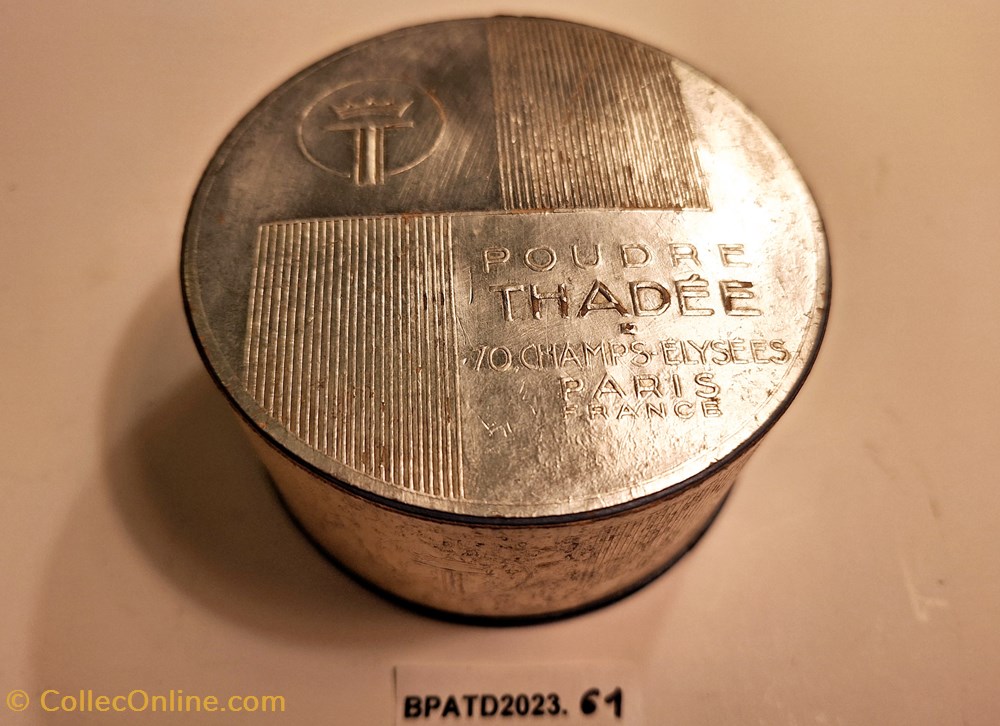 T
POUDRE
THADÉE
70, CHAMPS-ÉLYSÉES
PARIS
FRANCE
BPATD2023. 61
© CollecOnline.com